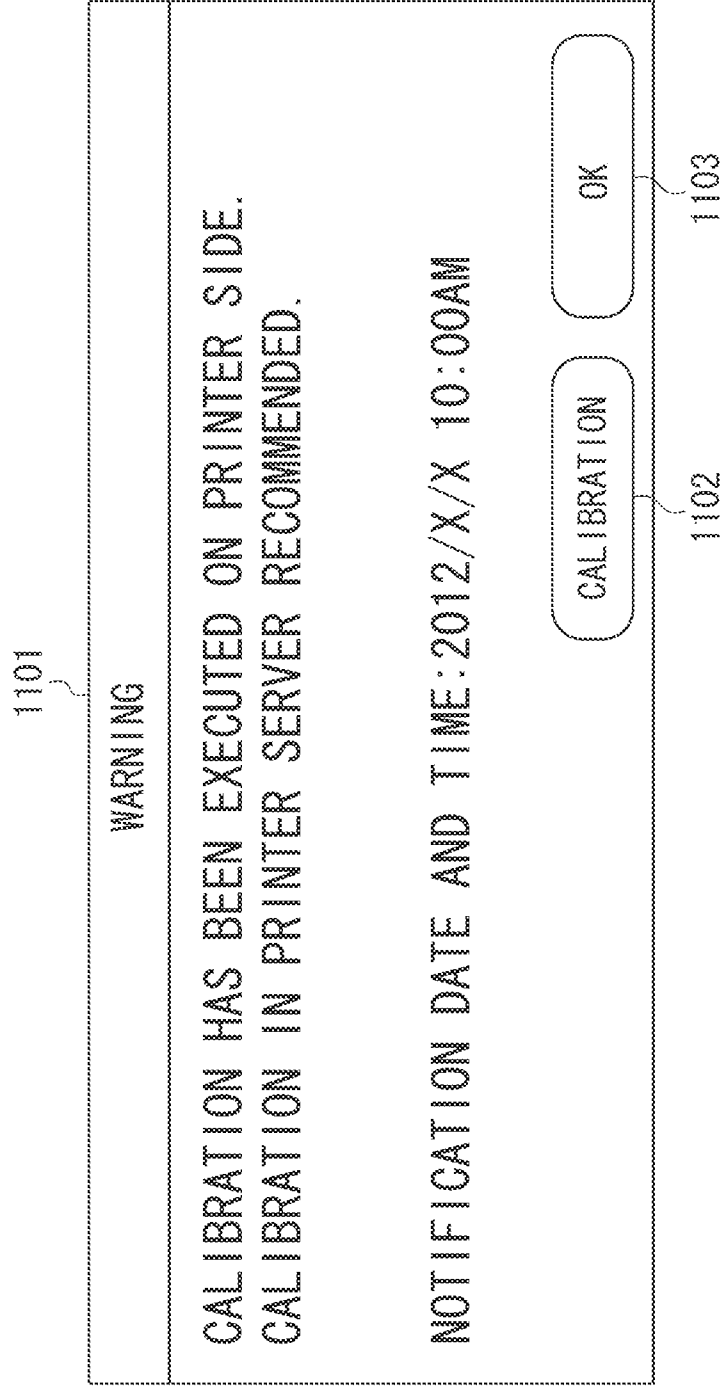 1101
WARNING
CALIBRATION HAS BEEN EXECUTED ON PRINTER SIDE.
CALIBRATION IN PRINTER SERVER RECOMMENDED.
NOTIFICATION DATE AND TIME:2012/X/X 10:00AM
CALIBRATION
OK
1102
1103